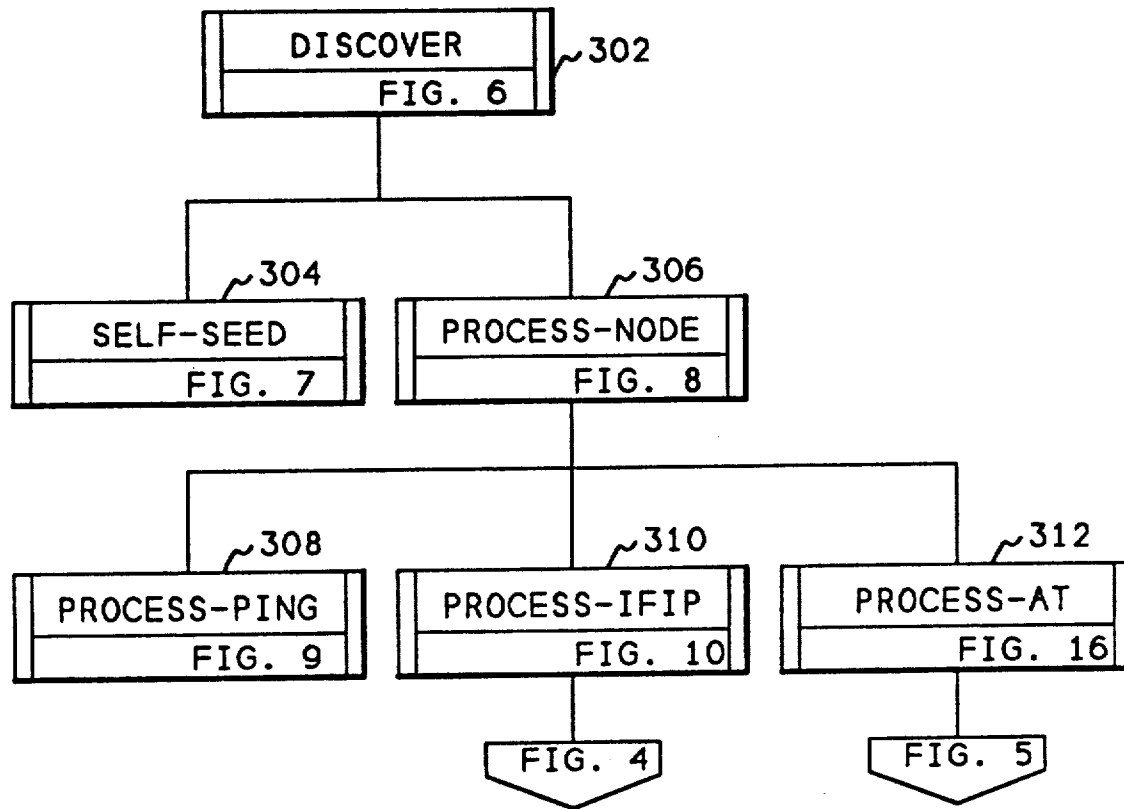 DISCOVER
FIG. 6
302
304
SELF-SEED
FIG. 7
306
PROCESS-NODE
FIG. 8
308
PROCESS-PING
FIG. 9
310
PROCESS-IFIP
FIG. 10
312
PROCESS-AT
FIG. 16
FIG. 4
FIG. 5